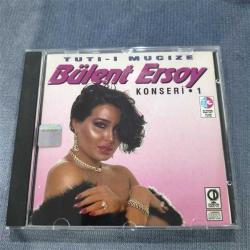 TUTI-I MUCIZE
Bülent Ersoy
KONSERİ • 1